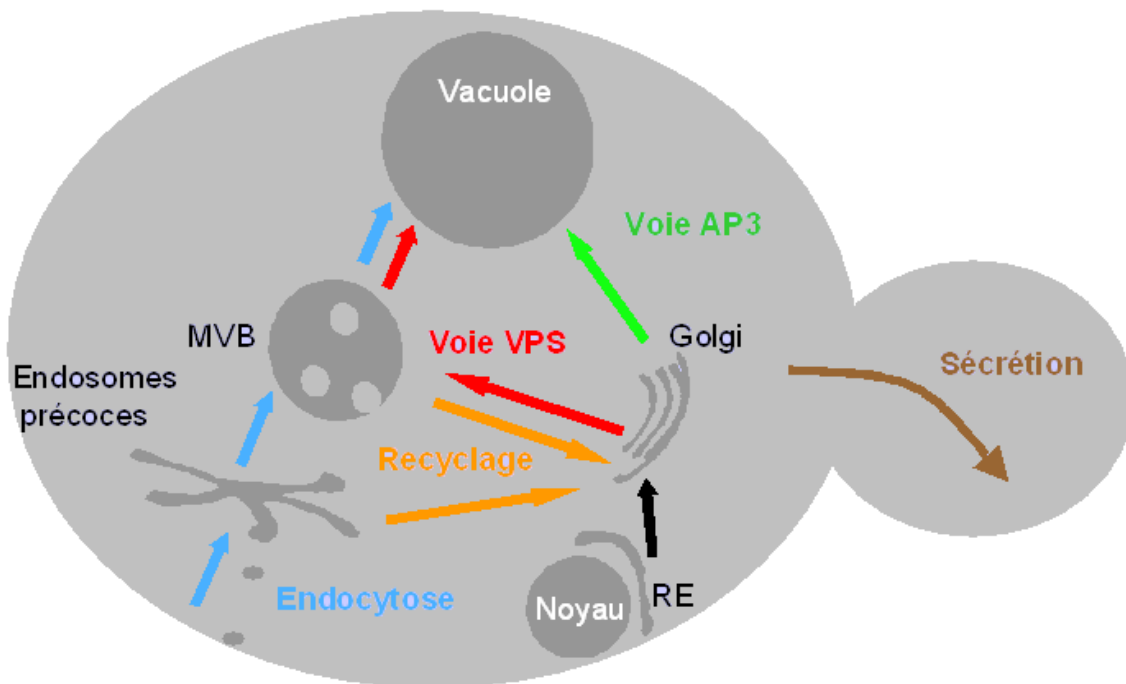 Vacuole
Voie AP3
MVB
Voie VPS
Golgi
Endosomes
précoces
Sécrétion
Recyclage
Endocytose
Noyau
RE